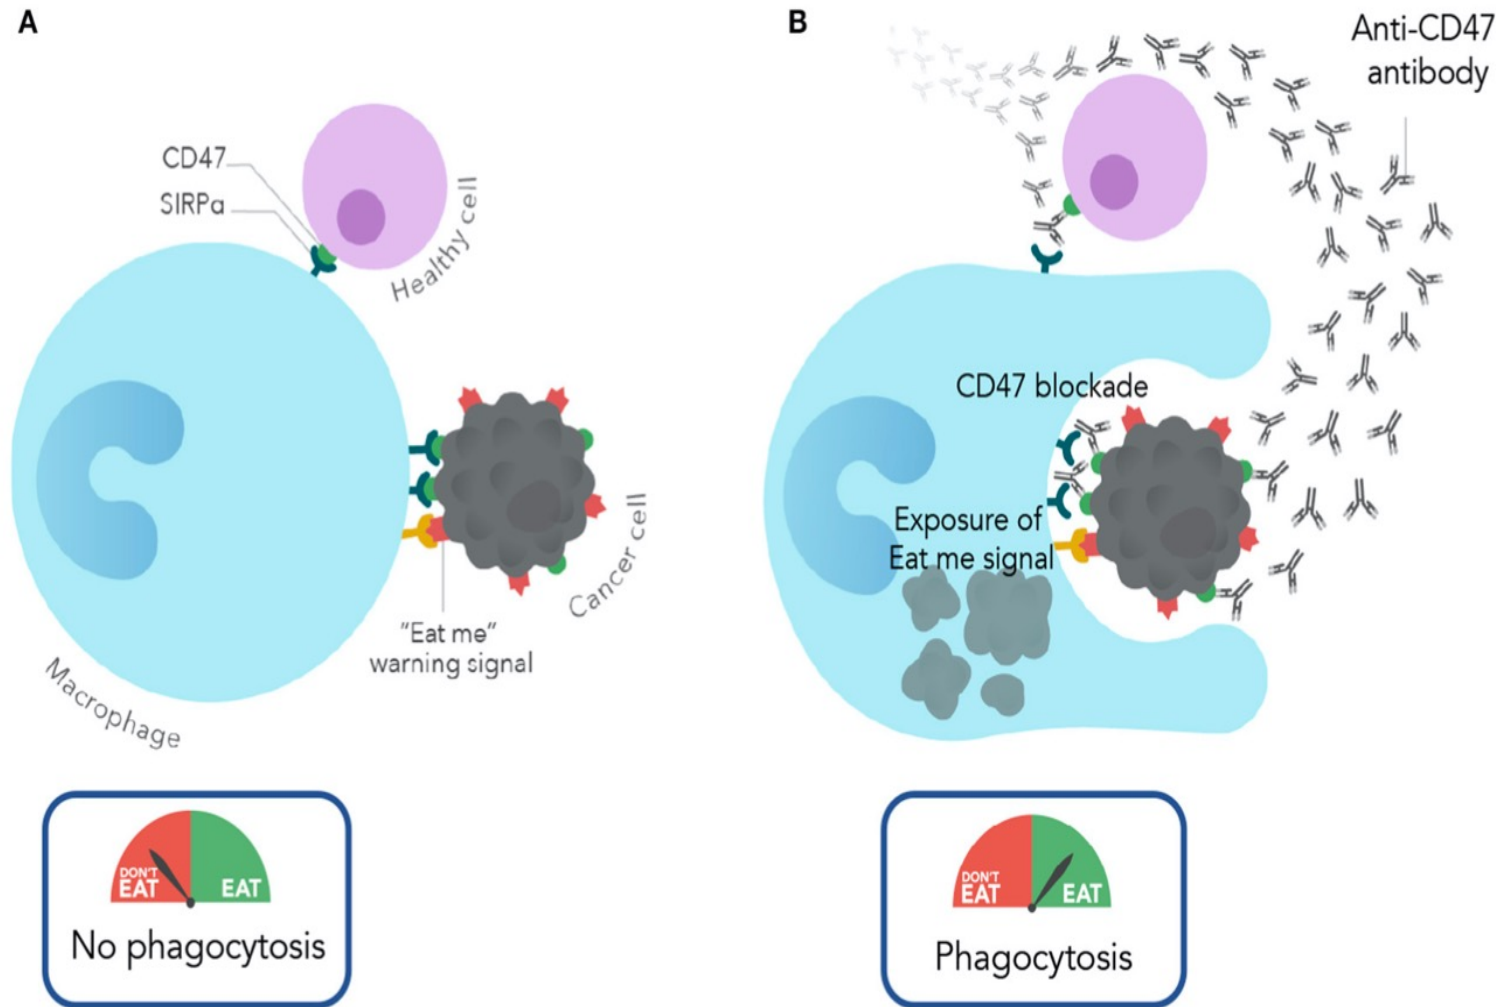 A
CD47
SIRPα
Healthy cell
Cancer cell
"Eat me"
warning signal
Macrophage
DON'T
EAT
EAT
No phagocytosis
B
Anti-CD47
antibody
CD47 blockade
Exposure of
Eat me signal
DON'T
EAT
EAT
Phagocytosis